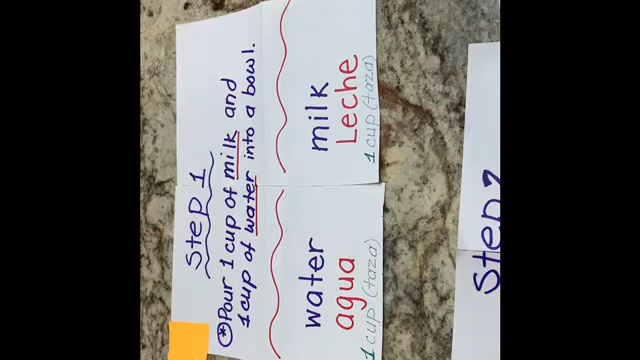 Step 1
* Pour 1 cup of milk and
1 cup of water into a bowl.
water
agua
1 cup (taza)
milk
Leche
1 cup (taza)
Step 2